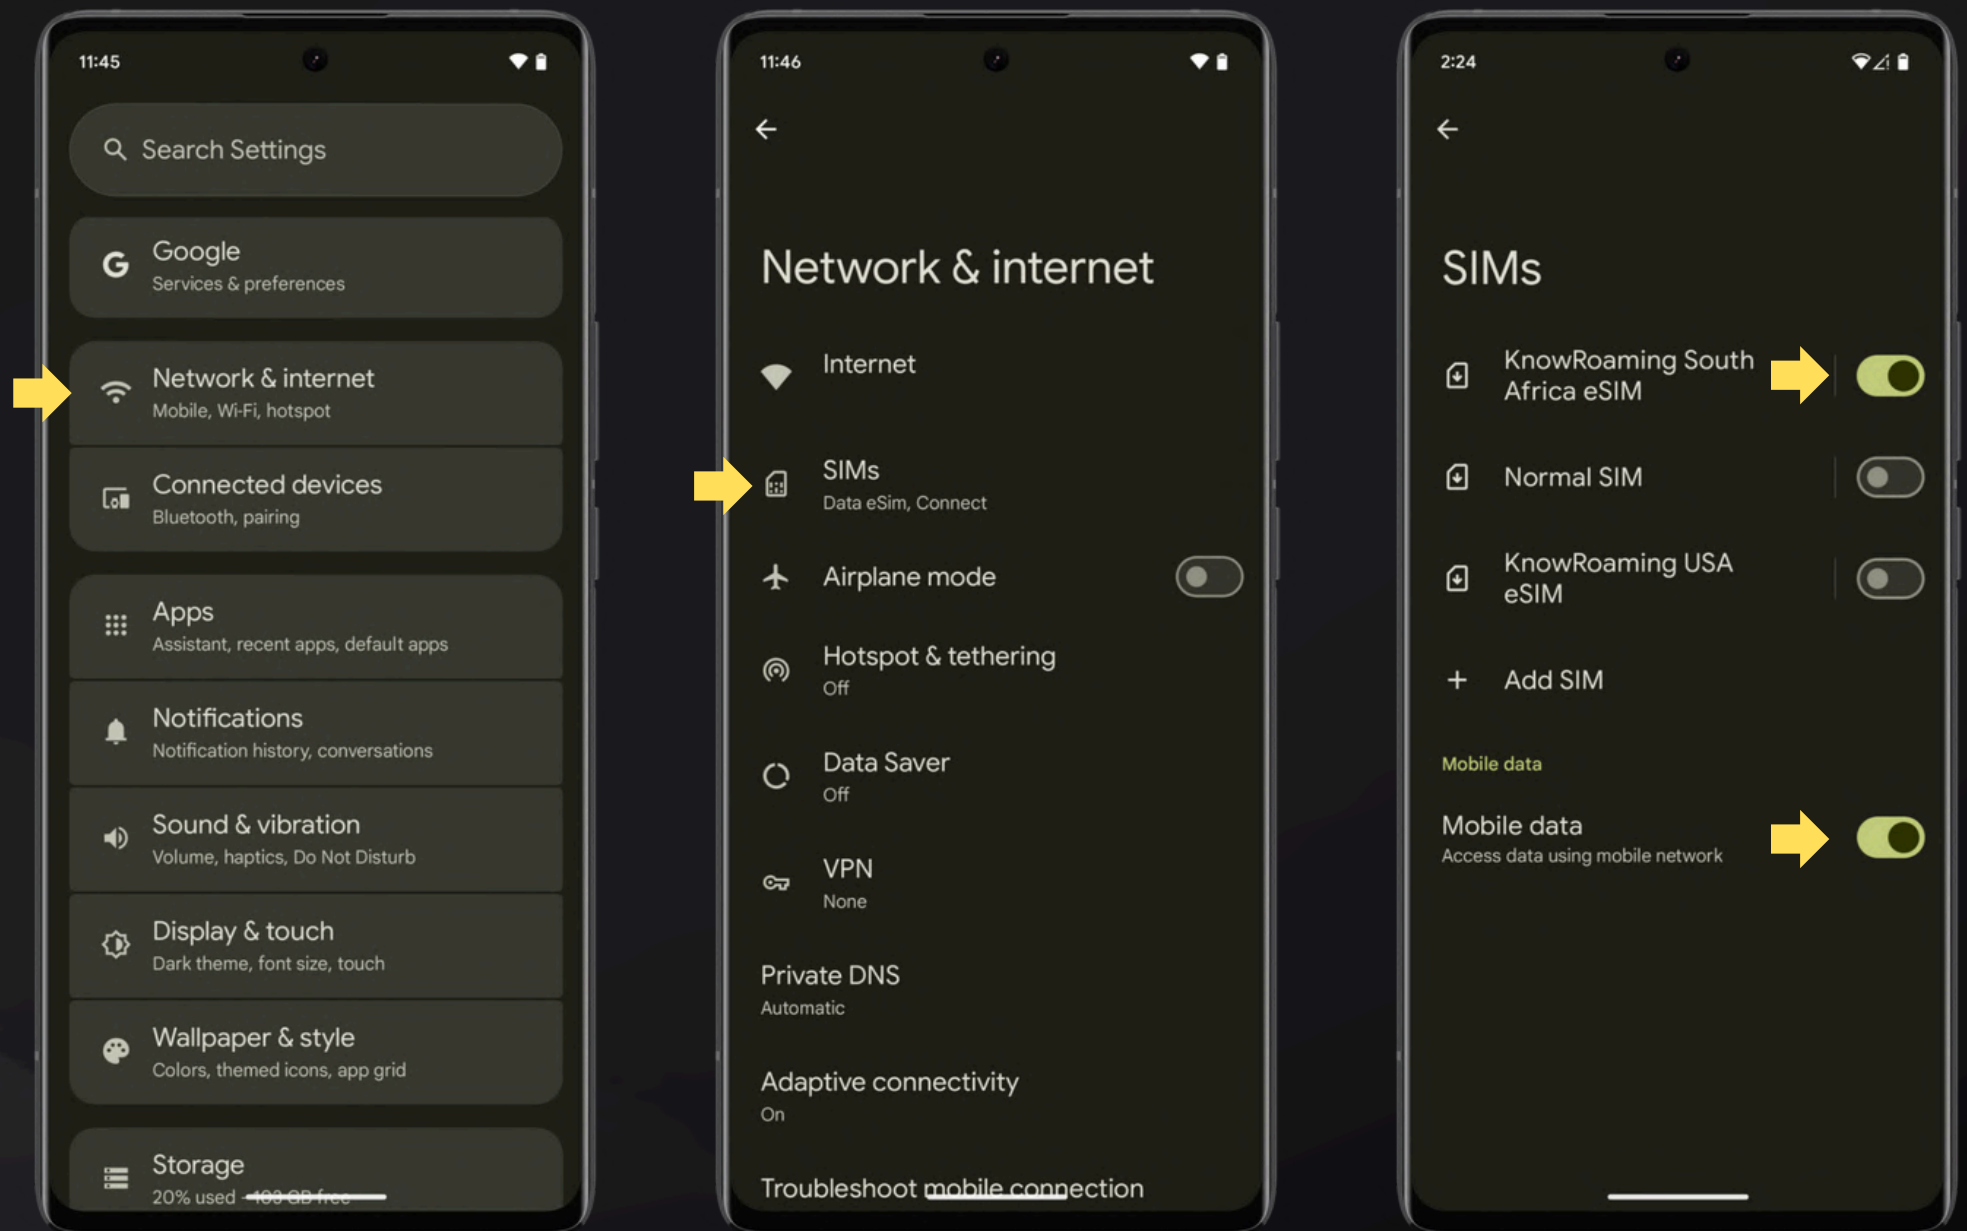 11:45
Search Settings
Google
Services & preferences
Network & internet
Mobile, Wi-Fi, hotspot
Connected devices
Bluetooth, pairing
Apps
Assistant, recent apps, default apps
Notifications
Notification history, conversations
Sound & vibration
Volume, haptics, Do Not Disturb
Display & touch
Dark theme, font size, touch
Wallpaper & style
Colors, themed icons, app grid
Storage
20% used - 103 GB free
11:46
Network & internet
Internet
SIMs
Data eSim, Connect
Airplane mode
Hotspot & tethering
Off
Data Saver
Off
VPN
None
Private DNS
Automatic
Adaptive connectivity
On
Troubleshoot mobile connection
2:24
SIMs
KnowRoaming South
Africa eSIM
Normal SIM
KnowRoaming USA
eSIM
Add SIM
Mobile data
Mobile data
Access data using mobile network